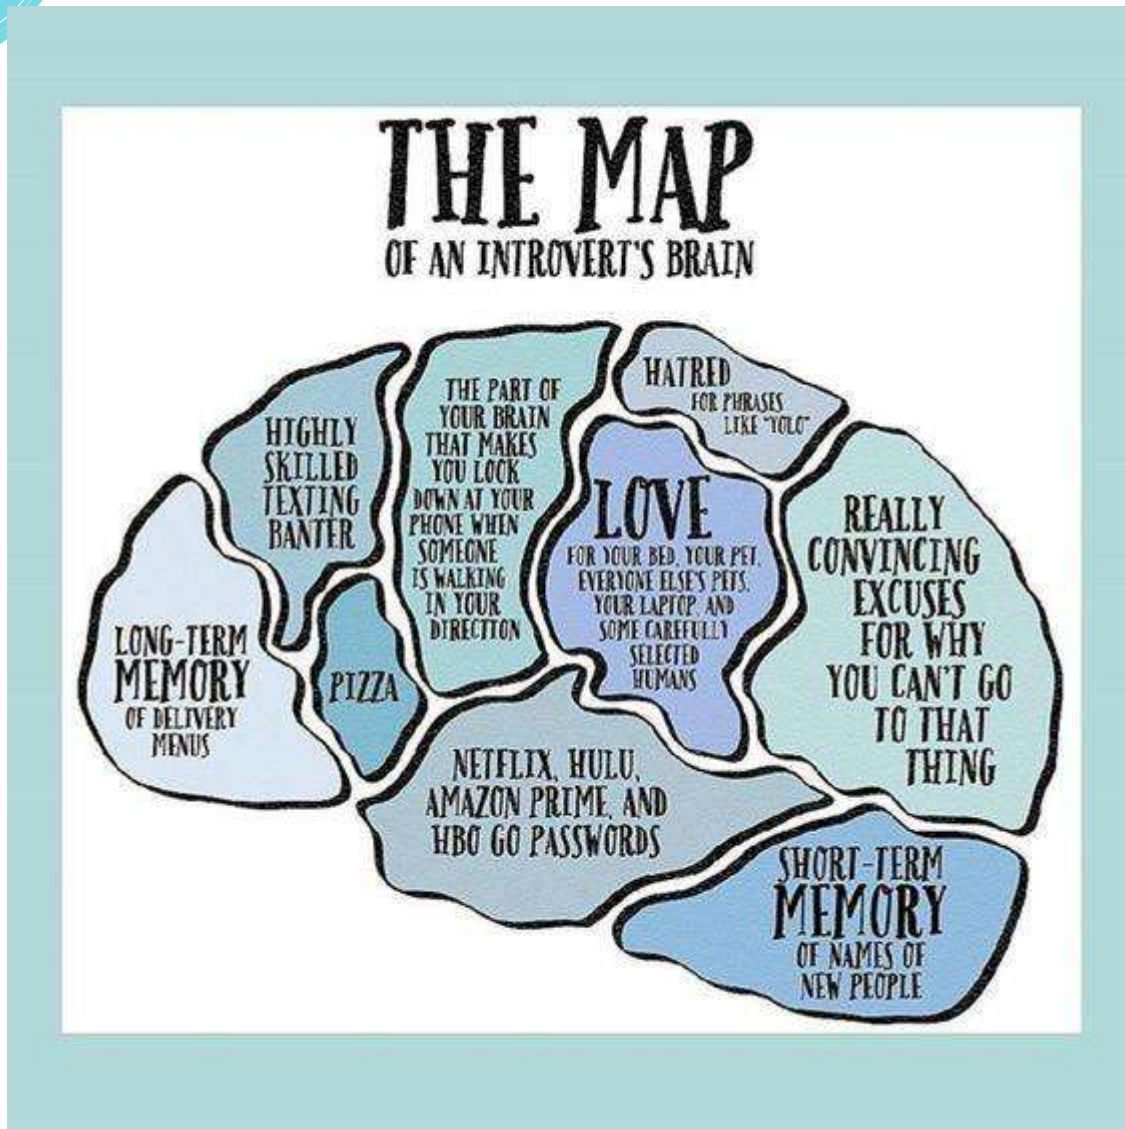 THE MAP
OF AN INTROVERT'S BRAIN
HIGHLY
SKILLED
TEXTING
BANTER
THE PART OF
YOUR BRAIN
THAT MAKES
YOU LOOK
DOWN AT YOUR
PHONE WHEN
SOMEONE
IS WALKING
IN YOUR
DIRECTION
HATRED
FOR PHRASES
LIKE "YOLO"
LOVE
FOR YOUR BED, YOUR PET,
EVERYONE ELSE'S PETS,
YOUR LAPTOP, AND
SOME CAREFULLY
SELECTED
HUMANS
REALLY
CONVINCING
EXCUSES
FOR WHY
YOU CAN'T GO
TO THAT
THING
LONG-TERM
MEMORY
OF DELIVERY
MENUS
PIZZA
NETFLIX, HULU,
AMAZON PRIME, AND
HBO GO PASSWORDS
SHORT-TERM
MEMORY
OF NAMES OF
NEW PEOPLE